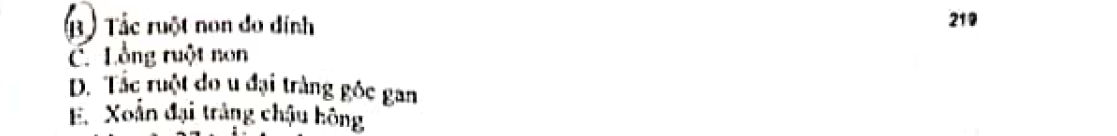 B. Tắc ruột non do dính
219
C. Lồng ruột non
D. Tắc ruột do u đại tràng góc gan
E. Xoắn đại tràng chậu hông